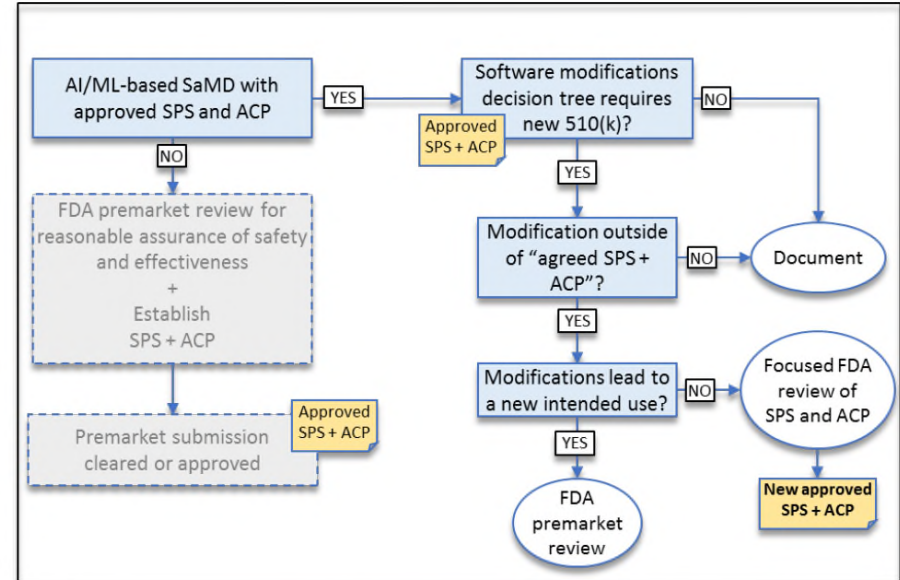 AI/ML-based SaMD with
approved SPS and ACP
YES
Software modifications
decision tree requires
new 510(k)?
NO
Approved
SPS + ACP
NO
YES
FDA premarket review for
reasonable assurance of safety
and effectiveness
+
Establish
SPS + ACP
Modification outside
of “agreed SPS +
ACP”?
NO
Document
YES
Modifications lead to
a new intended use?
NO
Focused FDA
review of
SPS and ACP
Premarket submission
cleared or approved
Approved
SPS + ACP
YES
FDA
premarket
review
New approved
SPS + ACP